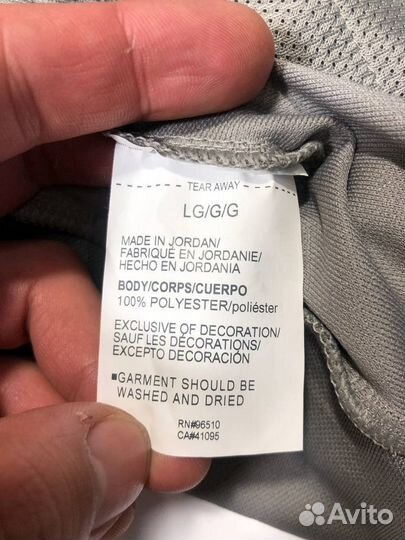 TEAR AWAY
LG/G/G
MADE IN JORDAN/
FABRIQUÉ EN JORDANIE/
HECHO EN JORDANIA
BODY/CORPS/CUERPO
100% POLYESTER/poliéster
EXCLUSIVE OF DECORATION/
SAUF LES DÉCORATIONS/
EXCEPTO DECORACIÓN
■GARMENT SHOULD BE
WASHED AND DRIED
RN#96510
CA#41095
Avito